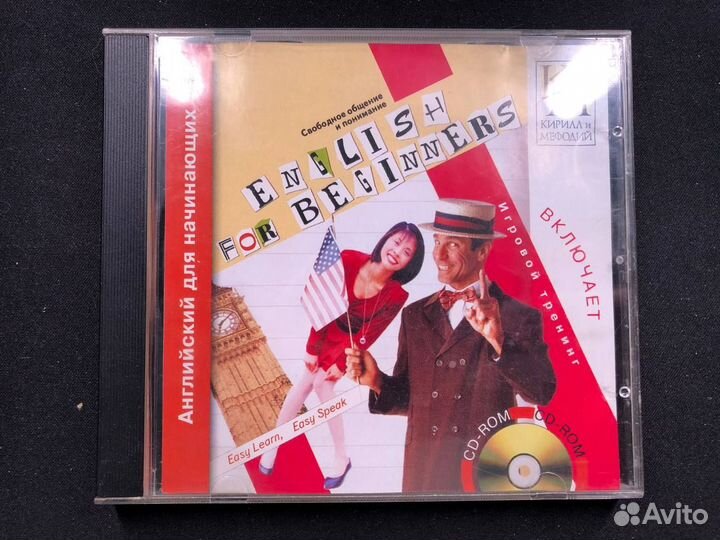 Английский для начинающих
Свободное общение
и понимание
ENGLISH
FOR BEGINNERS
КИРИЛЛ и
МЕФОДИЙ
ВКЛЮЧАЕТ
Игровой тренинг
Easy Learn, Easy Speak
CD-ROM CD-ROM
Avito